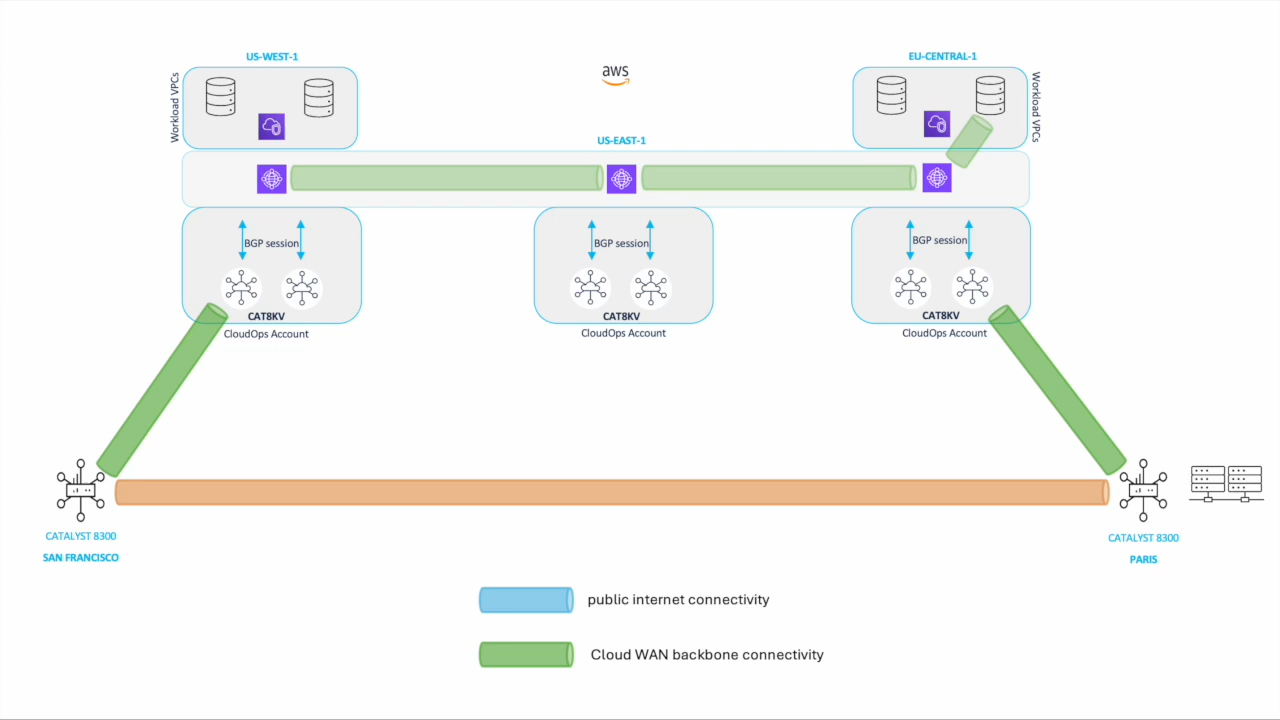 US-WEST-1
aws
EU-CENTRAL-1
Workload VPCs
Workload VPCs
US-EAST-1
BGP session
BGP session
BGP session
CAT8KV
CAT8KV
CAT8KV
CloudOps Account
CloudOps Account
CloudOps Account
CATALYST 8300
SAN FRANCISCO
CATALYST 8300
PARIS
public internet connectivity
Cloud WAN backbone connectivity